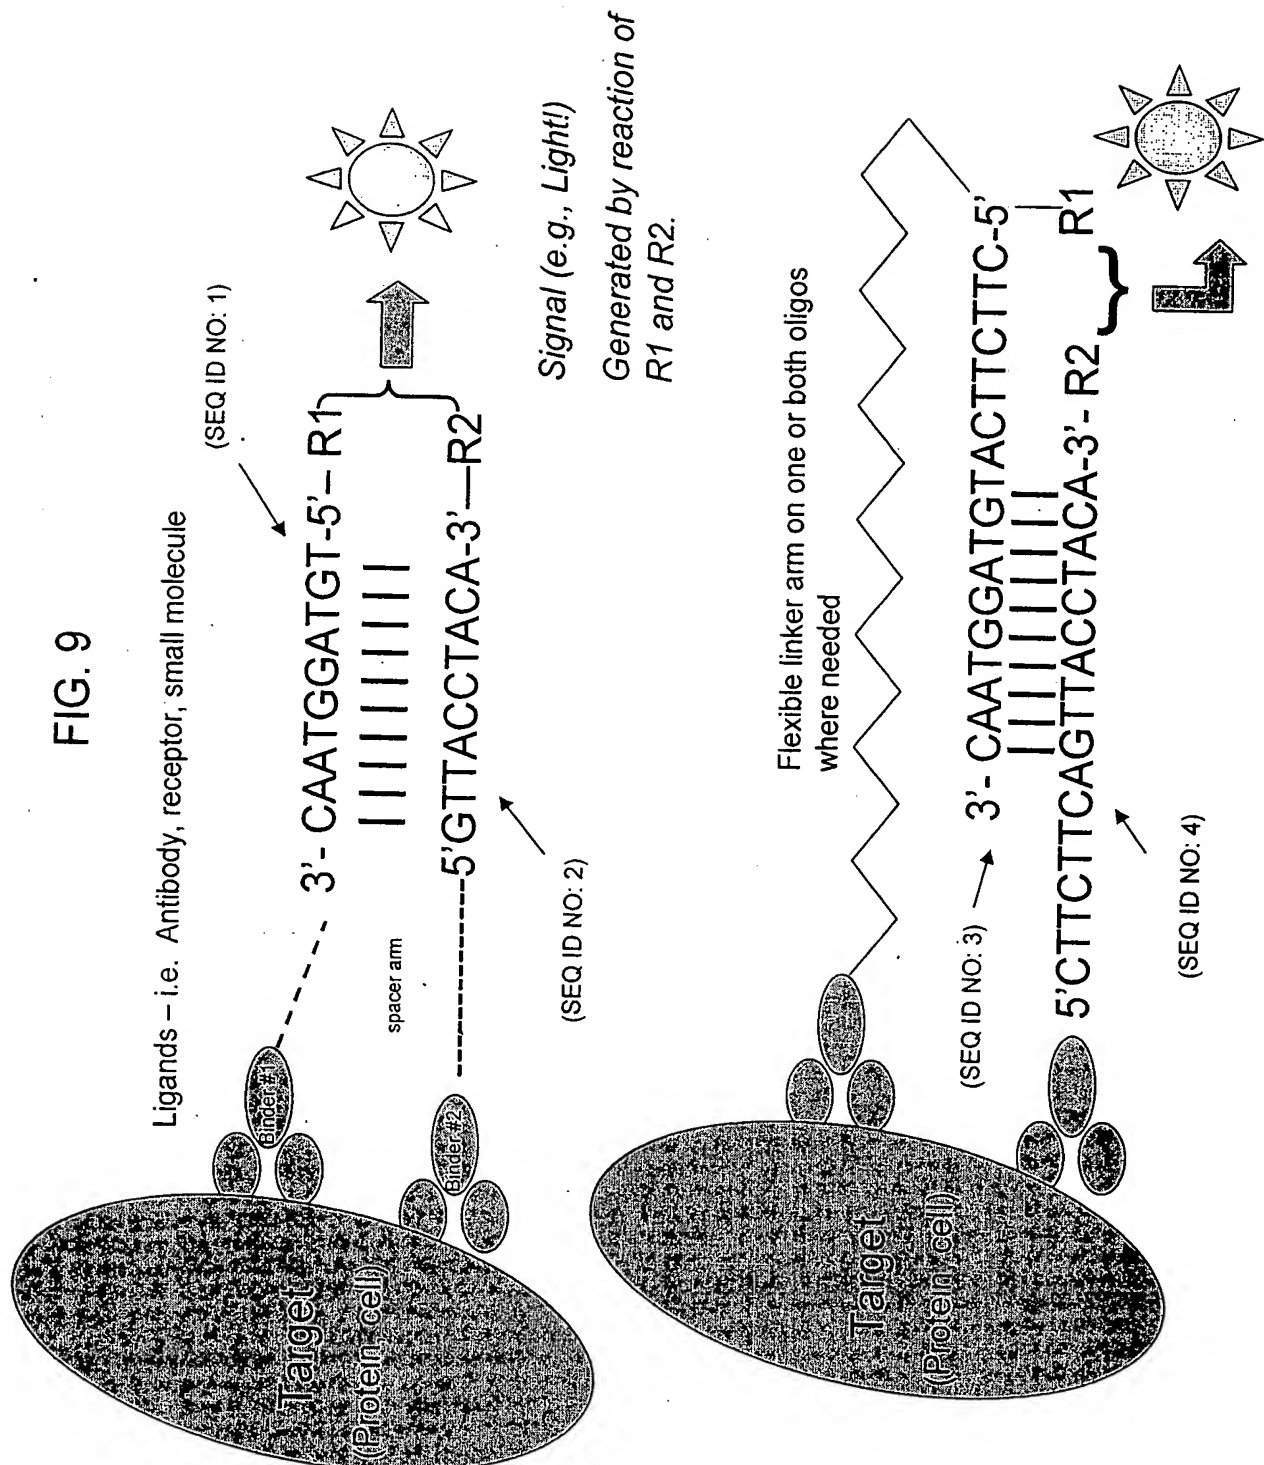 FIG. 9
Ligands – i.e. Antibody, receptor, small molecule
(SEQ ID NO: 1)
Binder #1
3'- CAATGGATGT-5'– R1
spacer arm
Binder #2
5'GTTACCTACA-3'—R2
(SEQ ID NO: 2)
Target
(Protein, cell)
Signal (e.g., Light!)
Generated by reaction of
R1 and R2.
Flexible linker arm on one or both oligos
where needed
(SEQ ID NO: 3)
3'- CAATGGATGTACTTCTTC-5'
R1
5'CTTCTTCAGTTACCTACA-3'- R2
(SEQ ID NO: 4)
Target
(Protein, cell)